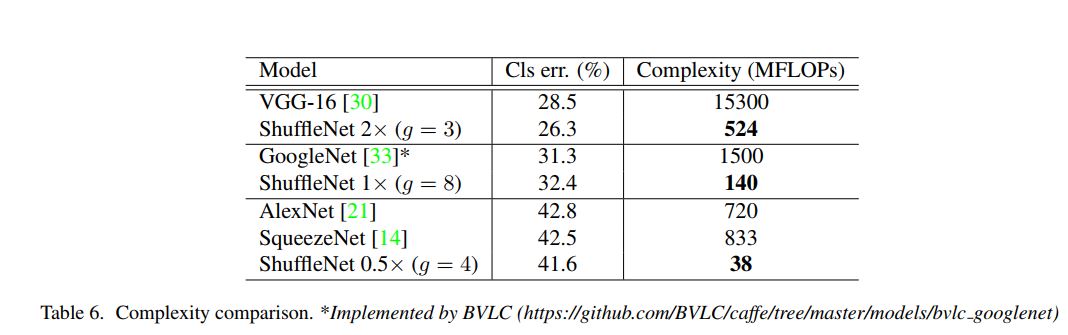 Model Cls err. (%) Complexity (MFLOPs)
VGG-16 [30] 28.5 15300
ShuffleNet 2× (g = 3) 26.3 524
GoogleNet [33]* 31.3 1500
ShuffleNet 1× (g = 8) 32.4 140
AlexNet [21] 42.8 720
SqueezeNet [14] 42.5 833
ShuffleNet 0.5× (g = 4) 41.6 38
Table 6. Complexity comparison. *Implemented by BVLC (https://github.com/BVLC/caffe/tree/master/models/bvlc_googlenet)